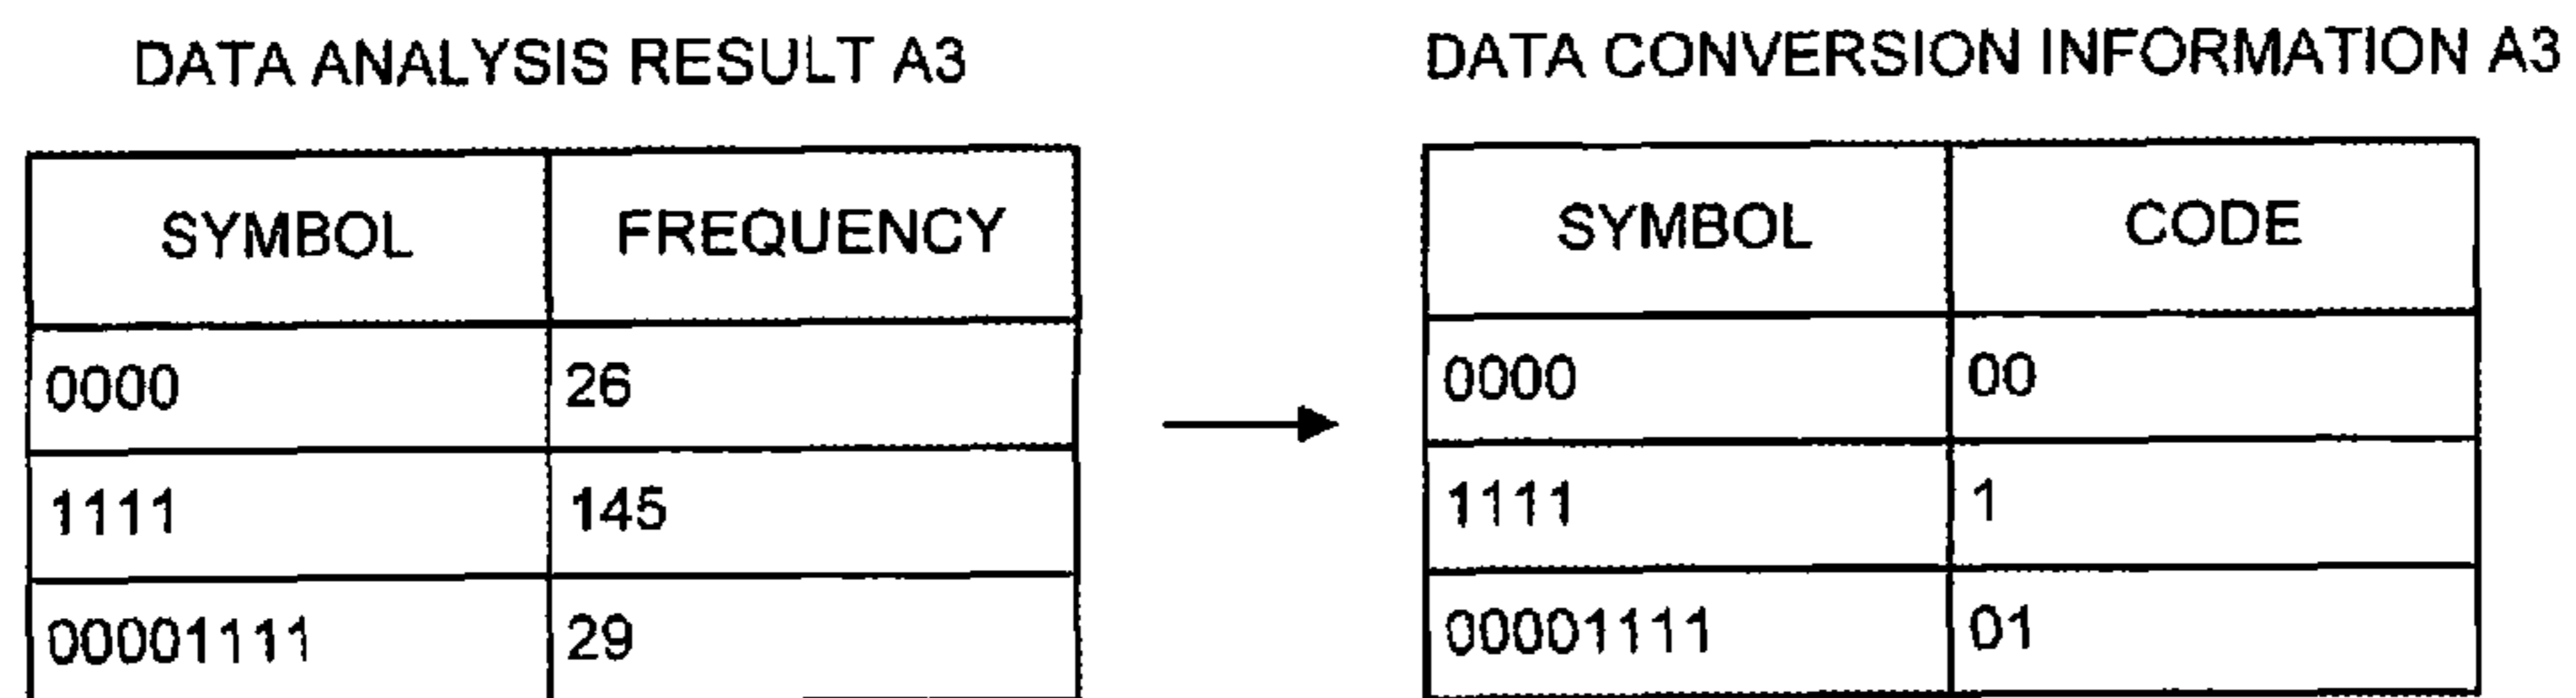 DATA ANALYSIS RESULT A3
SYMBOL FREQUENCY
0000 26
1111 145
00001111 29
DATA CONVERSION INFORMATION A3
SYMBOL CODE
0000 00
1111 1
00001111 01